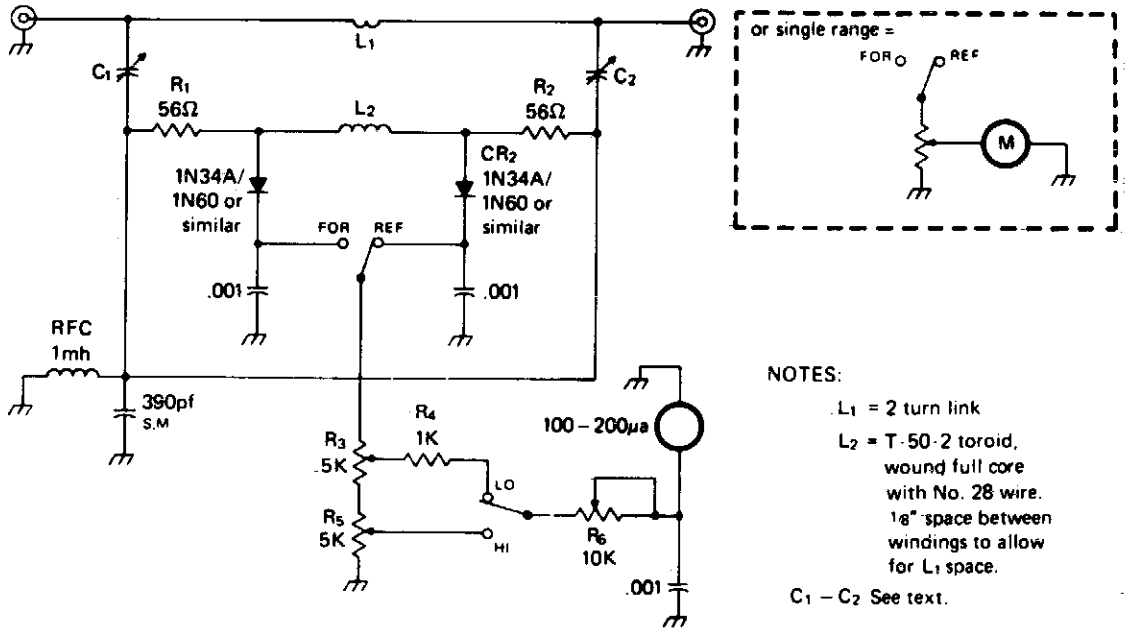 L1
C1
C2
R1
56Ω
L2
R2
56Ω
1N34A/
1N60 or
similar
CR2
1N34A/
1N60 or
similar
FOR
REF
.001
.001
RFC
1mh
390pf
S.M
R3
.5K
R4
1K
R5
5K
LO
HI
R6
10K
100-200µa
.001
or single range =
FOR
REF
M
NOTES:
L1 = 2 turn link
L2 = T-50-2 toroid,
wound full core
with No. 28 wire.
1/8" space between
windings to allow
for L1 space.
C1 - C2 See text.